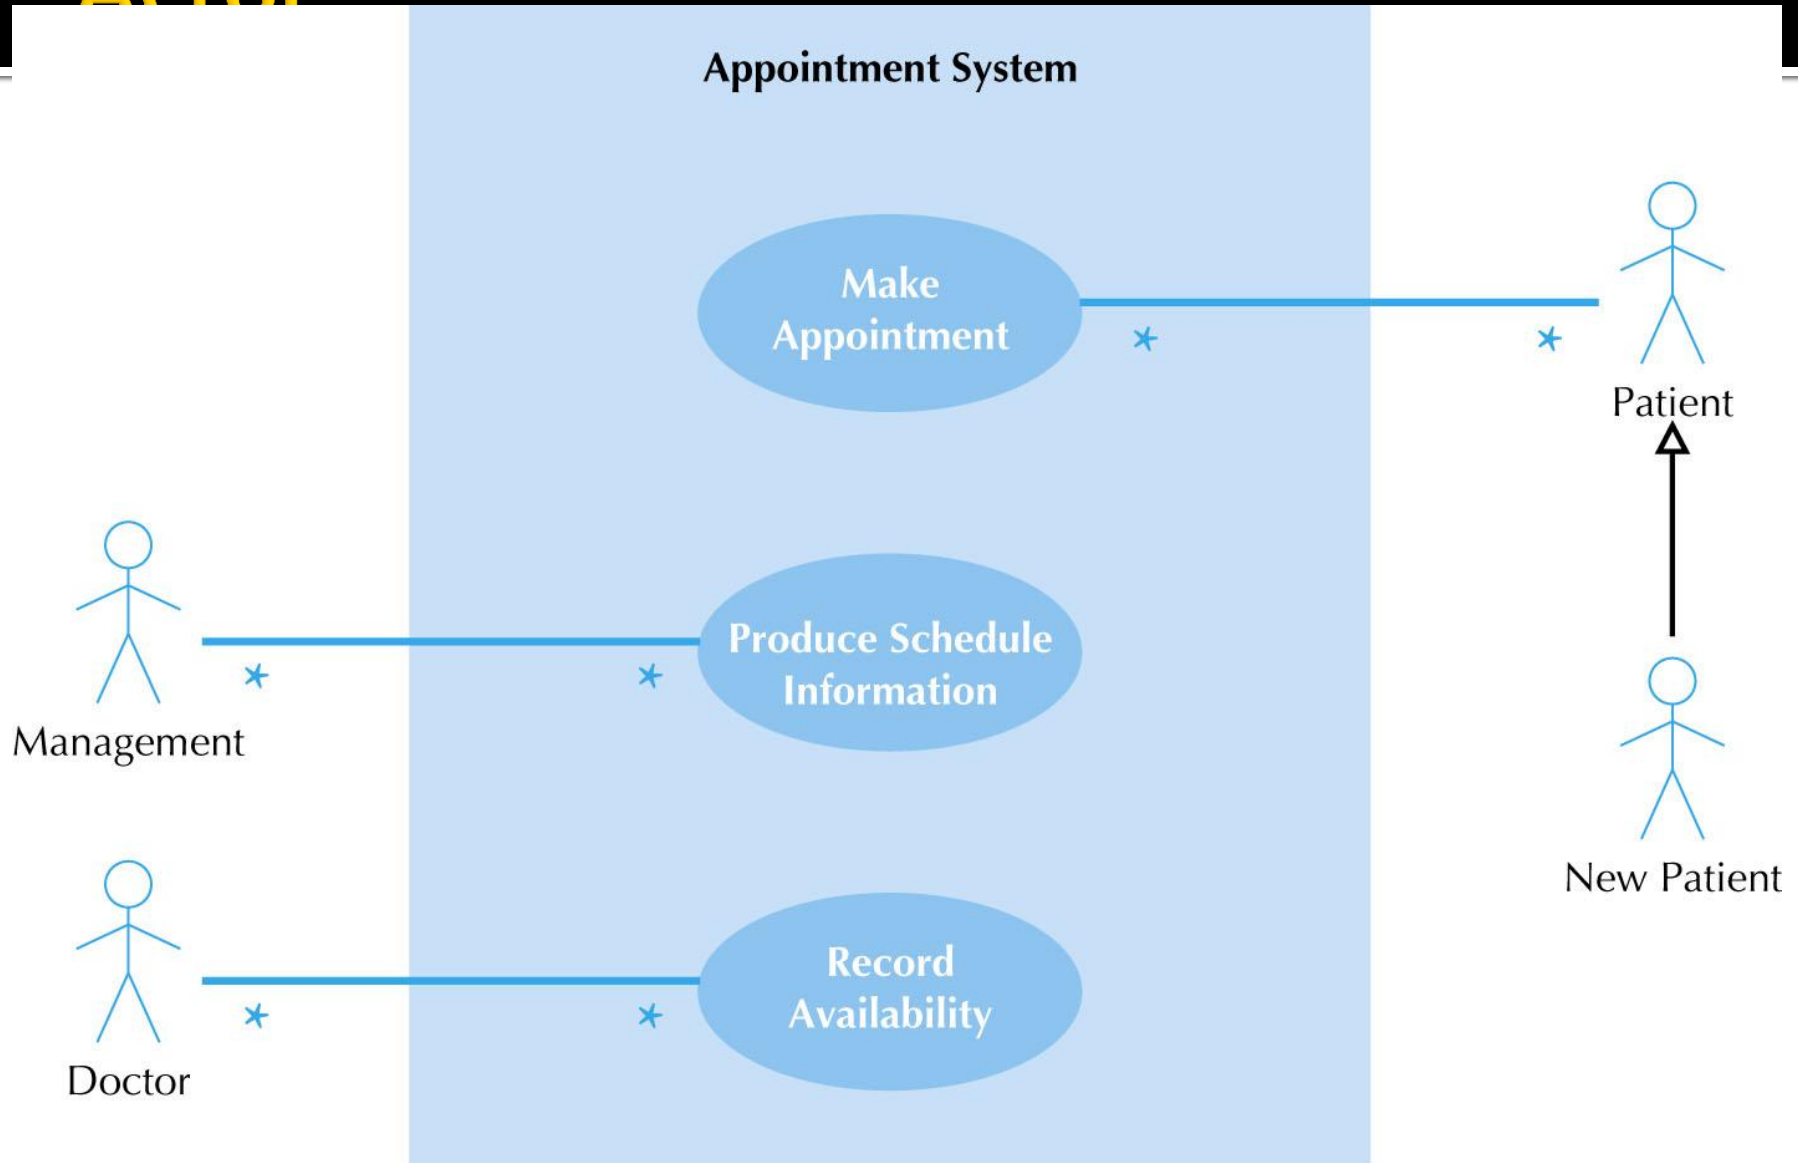 Appointment System
Make
Appointment
*
*
Patient
Management
*
*
Produce Schedule
Information
New Patient
Doctor
*
*
Record
Availability